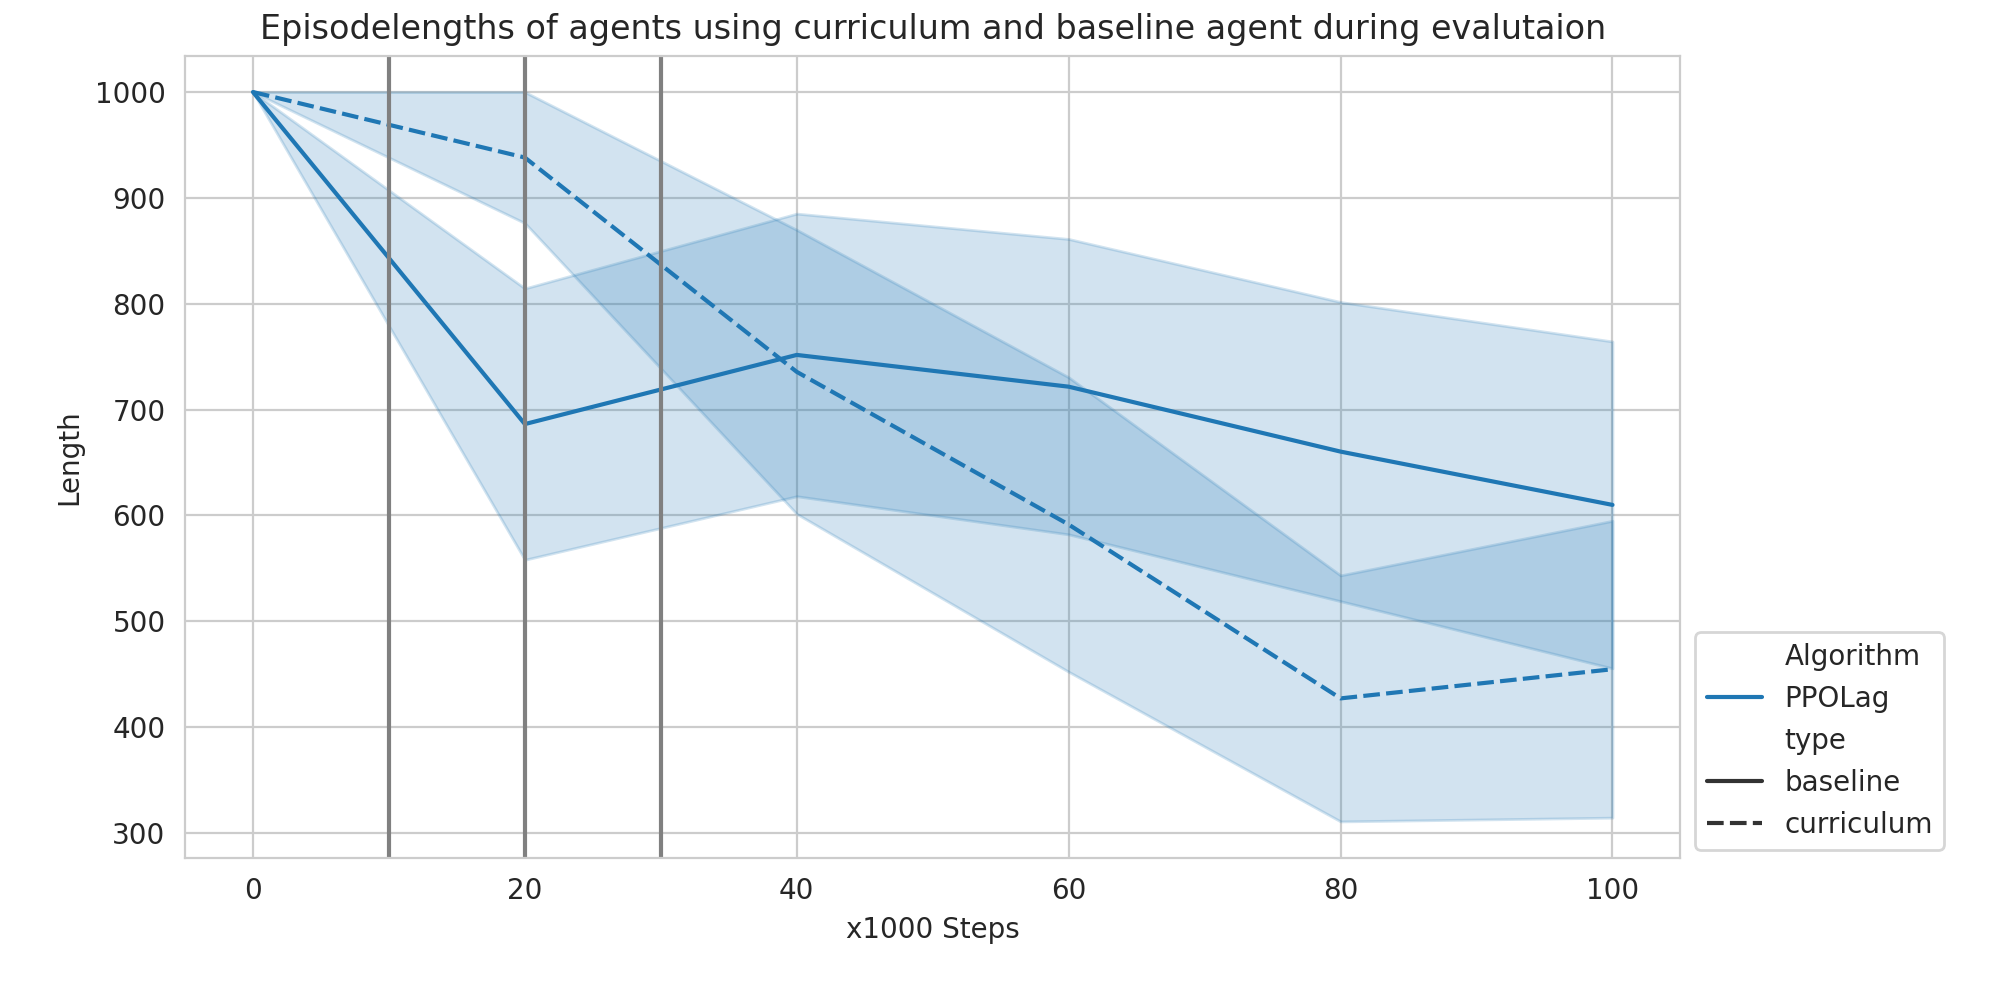 Episodelengths of agents using curriculum and baseline agent during evalutaion
1000
900
800
700
600
500
400
300
Length
0 20 40 60 80 100
x1000 Steps
Algorithm
PPOLag
type
baseline
curriculum